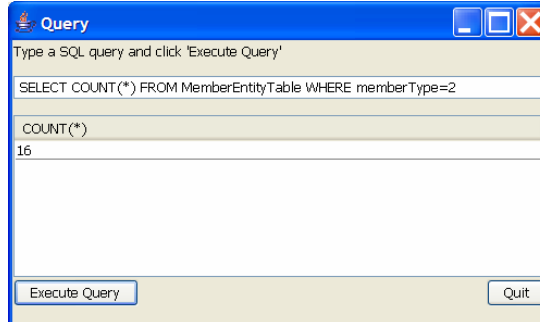 Query
Type a SQL query and click 'Execute Query'
SELECT COUNT(*) FROM MemberEntityTable WHERE memberType=2
COUNT(*)
16
Execute Query
Quit